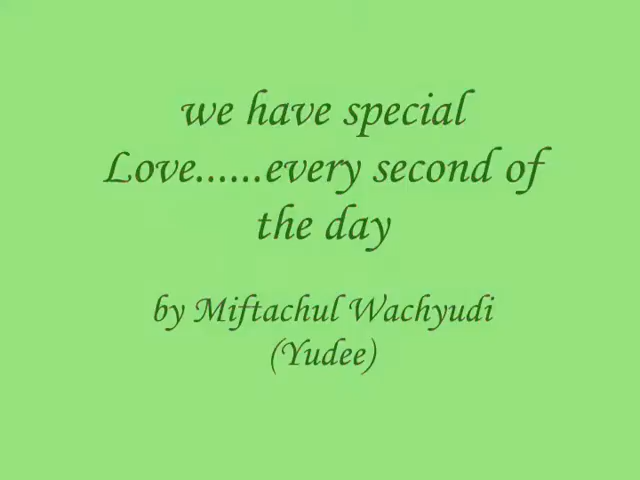 we have special
Love......every second of
the day
by Miftachul Wachyudi
(Yudee)